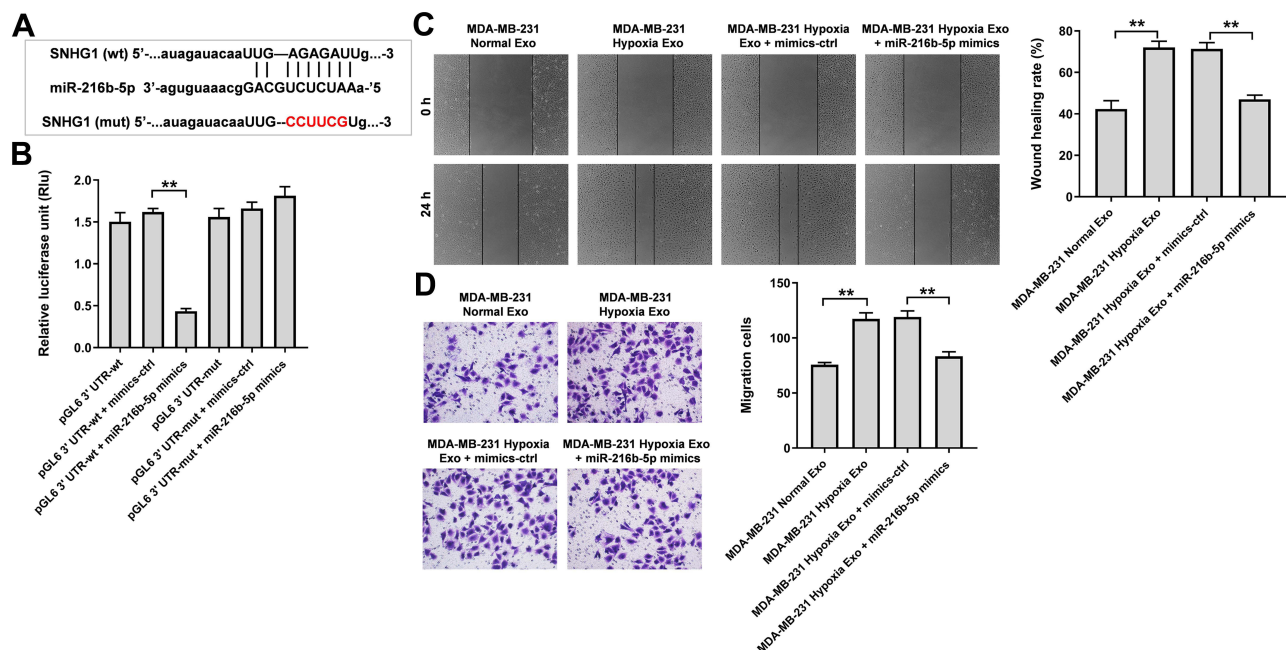 A
SNHG1 (wt) 5'-...auagauacaaUUG—AGAGAUUg...-3
miR-216b-5p 3'-aguguaaacgGACGUCUCUAAa-'5
SNHG1 (mut) 5'-...auagauacaaUUG--CCUUCGUg...-3
B
Relative luciferase unit (Rlu)
2.0
1.5
1.0
0.5
0.0
**
pGL6 3' UTR-wt
pGL6 3' UTR-wt + mimics-ctrl
pGL6 3' UTR-wt + miR-216b-5p mimics
pGL6 3' UTR-mut
pGL6 3' UTR-mut + mimics-ctrl
pGL6 3' UTR-mut + miR-216b-5p mimics
C
MDA-MB-231
Normal Exo
MDA-MB-231
Hypoxia Exo
MDA-MB-231 Hypoxia
Exo + mimics-ctrl
MDA-MB-231 Hypoxia Exo
+ miR-216b-5p mimics
0 h
24 h
Wound healing rate (%)
80
60
40
20
0
**
**
MDA-MB-231 Normal Exo
MDA-MB-231 Hypoxia Exo
MDA-MB-231 Hypoxia Exo + mimics-ctrl
MDA-MB-231 Hypoxia Exo + miR-216b-5p mimics
D
MDA-MB-231
Normal Exo
MDA-MB-231
Hypoxia Exo
MDA-MB-231 Hypoxia
Exo + mimics-ctrl
MDA-MB-231 Hypoxia Exo
+ miR-216b-5p mimics
Migration cells
150
100
50
0
**
**
MDA-MB-231 Normal Exo
MDA-MB-231 Hypoxia Exo
MDA-MB-231 Hypoxia Exo + mimics-ctrl
MDA-MB-231 Hypoxia Exo + miR-216b-5p mimics